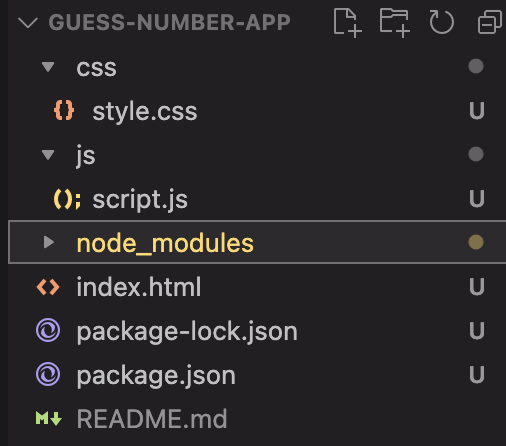 GUESS-NUMBER-APP
css
style.css U
js
script.js U
node_modules
index.html U
package-lock.json U
package.json U
README.md